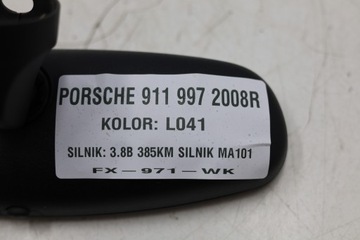 PORSCHE 911 997 2008R
KOLOR: L041
SILNIK: 3.8B 385KM SILNIK MA101
FX-971-WK